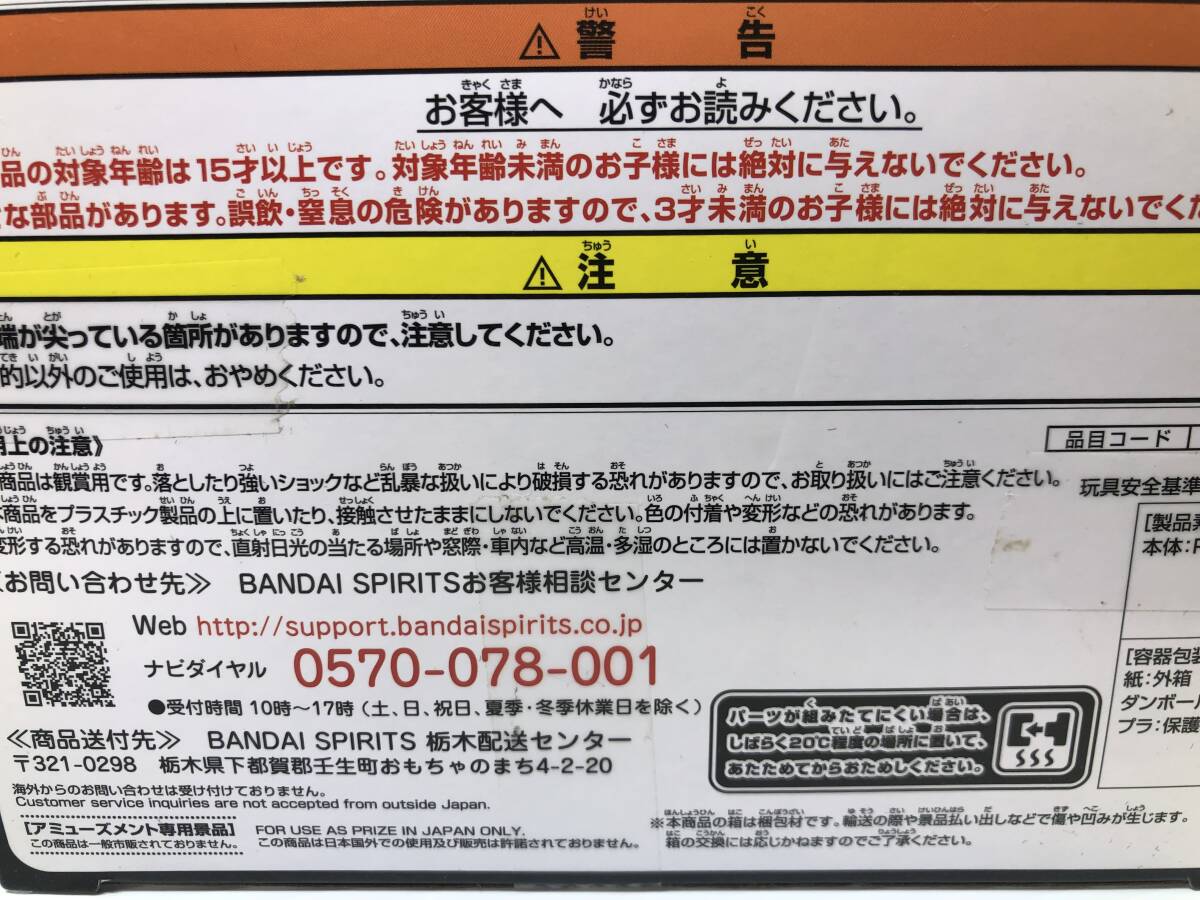 ⚠警告
お客様へ 必ずお読みください。
品の対象年齢は15才以上です。対象年齢未満のお子様には絶対に与えないでください。
な部品があります。誤飲・窒息の危険がありますので、3才未満のお子様には絶対に与えないでくだ
⚠注意
端が尖っている箇所がありますので、注意してください。
的以外のご使用は、おやめください。
用上の注意》
商品は観賞用です。落としたり強いショックなど乱暴な扱いにより破損する恐れがありますので、お取り扱いにはご注意ください。
本商品をプラスチック製品の上に置いたり、接触させたままにしないでください。色の付着や変形などの恐れがあります。
変形する恐れがありますので、直射日光の当たる場所や窓際・車内など高温・多湿のところには置かないでください。
品目コード
玩具安全基準
[製品素
本体:P
≪お問い合わせ先≫ BANDAI SPIRITSお客様相談センター
Web http://support.bandaispirits.co.jp
ナビダイヤル 0570-078-001
●受付時間 10時〜17時(土、日、祝日、夏季・冬季休業日を除く)
≪商品送付先≫ BANDAI SPIRITS 栃木配送センター
〒321-0298 栃木県下都賀郡壬生町おもちゃのまち4-2-20
海外からのお問い合わせは受け付けておりません。
Customer service inquiries are not accepted from outside Japan.
[アミューズメント専用景品]
この商品は一般市販されておりません。
FOR USE AS PRIZE IN JAPAN ONLY.
この商品は日本国外での使用及び販売は許諾されておりません。
パーツが組みたてにくい場合は、
しばらく20℃程度の場所に置いて、
あたためてからおためしください。
[容器包装
紙:外箱
ダンボール
プラ:保護
※本商品の箱は梱包材です。輸送の際や景品払い出しなどで傷や凹みが生じます。
箱の交換には応じかねますのでご了承ください。